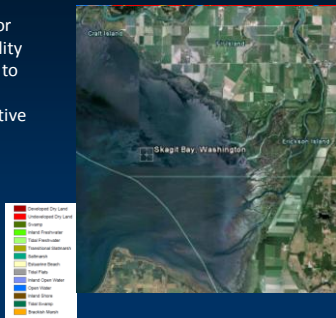 or
lity
to
tive
Craft Island
Skagit Bay, Washington
Developed Dry Land
Undeveloped Dry Land
Swamp
Inland Freshwater
Tidal Freshwater
Transitional Saltmarsh
Saltmarsh
Estuarine Beach
Tidal Flats
Inland Open Water
Open Water
Inland Shore
Tidal Swamp
Brackish Marsh